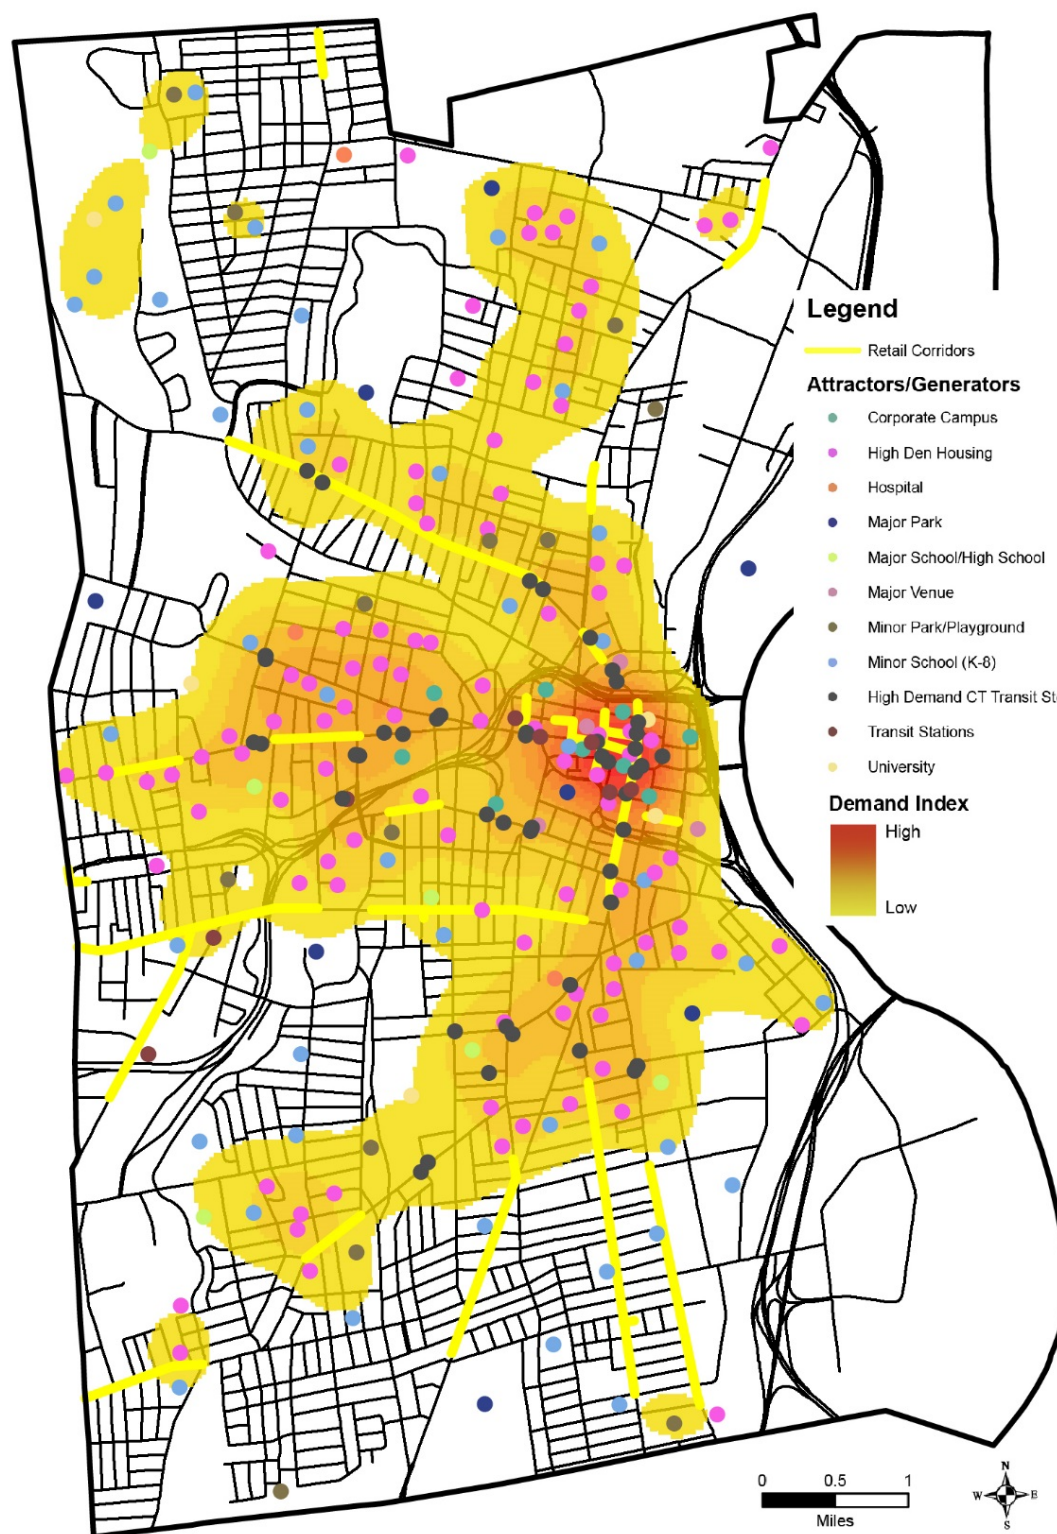 Legend
Retail Corridors
Attractors/Generators
Corporate Campus
High Den Housing
Hospital
Major Park
Major School/High School
Major Venue
Minor Park/Playground
Minor School (K-8)
High Demand CT Transit St
Transit Stations
University
Demand Index
High
Low
0 0.5 1
Miles
N
W E
S